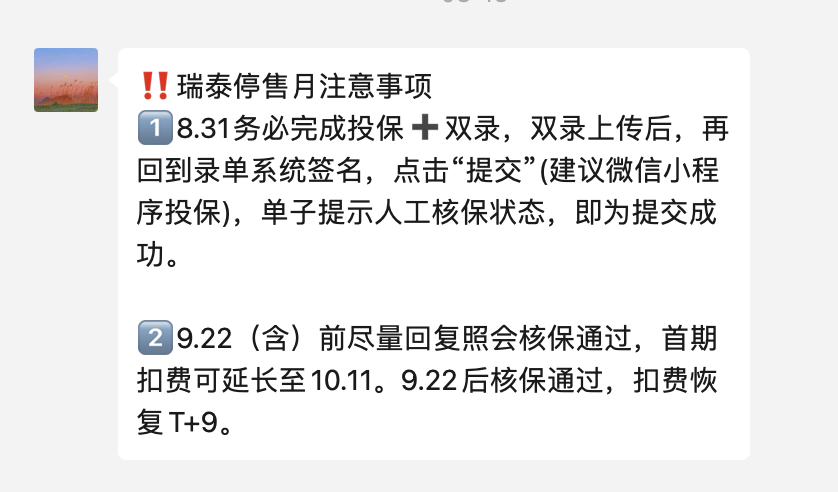 ‼️瑞泰停售月注意事项
1️⃣8.31务必完成投保➕双录，双录上传后，再
回到录单系统签名，点击“提交”(建议微信小程
序投保)，单子提示人工核保状态，即为提交成
功。
2️⃣9.22（含）前尽量回复照会核保通过，首期
扣费可延长至10.11。9.22后核保通过，扣费恢
复T+9。